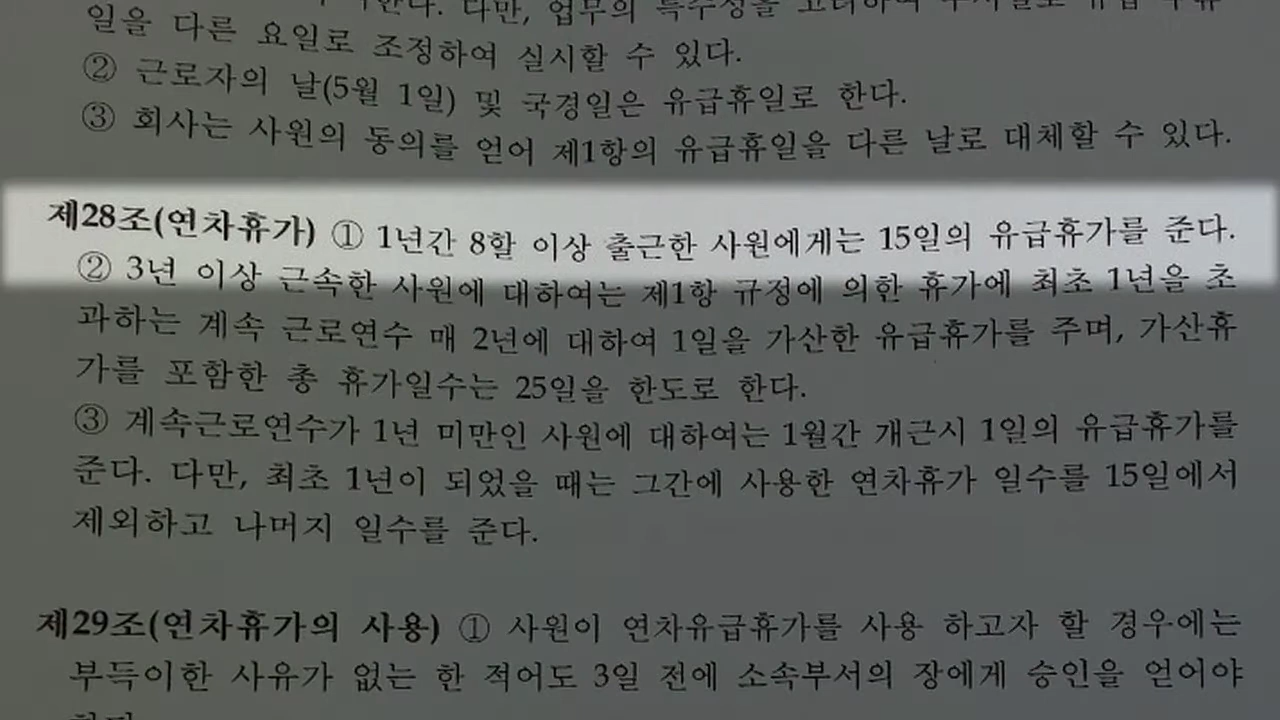 한다. 다만, 업무의 특수성을 고려하여
일을 다른 요일로 조정하여 실시할 수 있다.
② 근로자의 날(5월 1일) 및 국경일은 유급휴일로 한다.
③ 회사는 사원의 동의를 얻어 제1항의 유급휴일을 다른 날로 대체할 수 있다.
제28조(연차휴가) ① 1년간 8할 이상 출근한 사원에게는 15일의 유급휴가를 준다.
② 3년 이상 근속한 사원에 대하여는 제1항 규정에 의한 휴가에 최초 1년을 초
과하는 계속 근로연수 매 2년에 대하여 1일을 가산한 유급휴가를 주며, 가산휴
가를 포함한 총 휴가일수는 25일을 한도로 한다.
③ 계속근로연수가 1년 미만인 사원에 대하여는 1월간 개근시 1일의 유급휴가를
준다. 다만, 최초 1년이 되었을 때는 그간에 사용한 연차휴가 일수를 15일에서
제외하고 나머지 일수를 준다.
제29조(연차휴가의 사용) ① 사원이 연차유급휴가를 사용 하고자 할 경우에는
부득이한 사유가 없는 한 적어도 3일 전에 소속부서의 장에게 승인을 얻어야